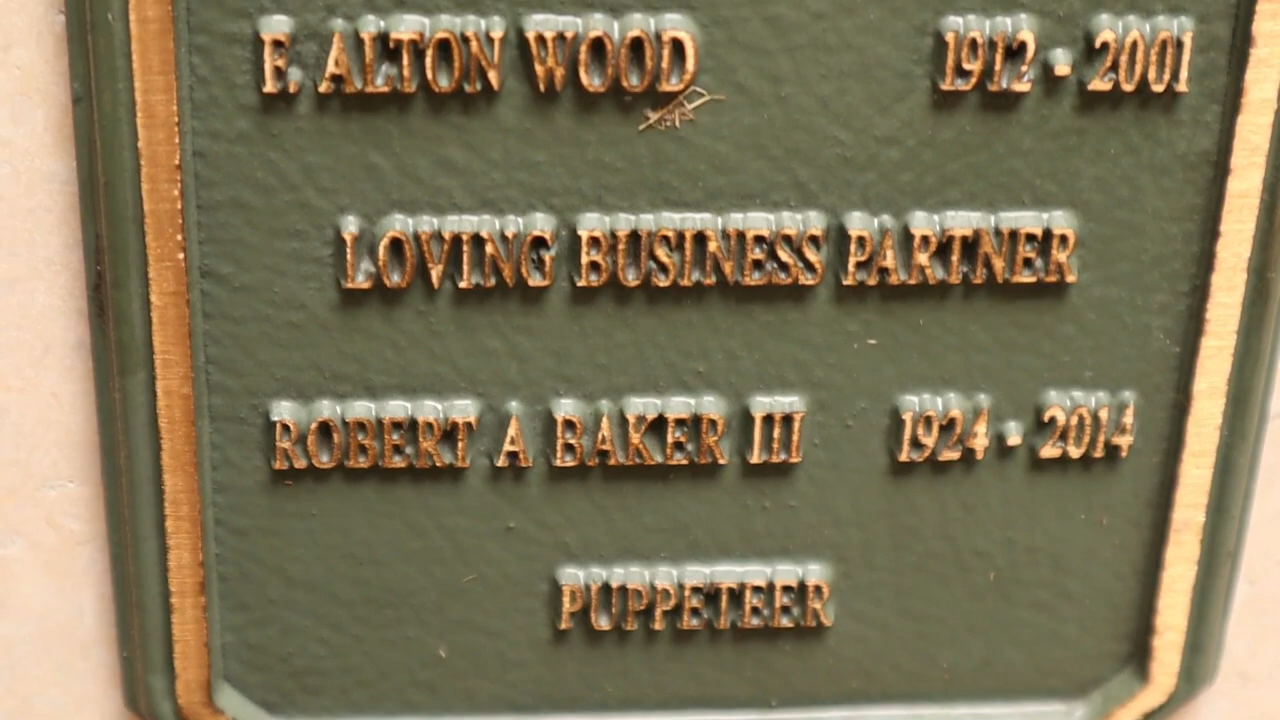 F. ALTON WOOD 1912 - 2001
LOVING BUSINESS PARTNER
ROBERT A BAKER III 1924 - 2014
PUPPETEER